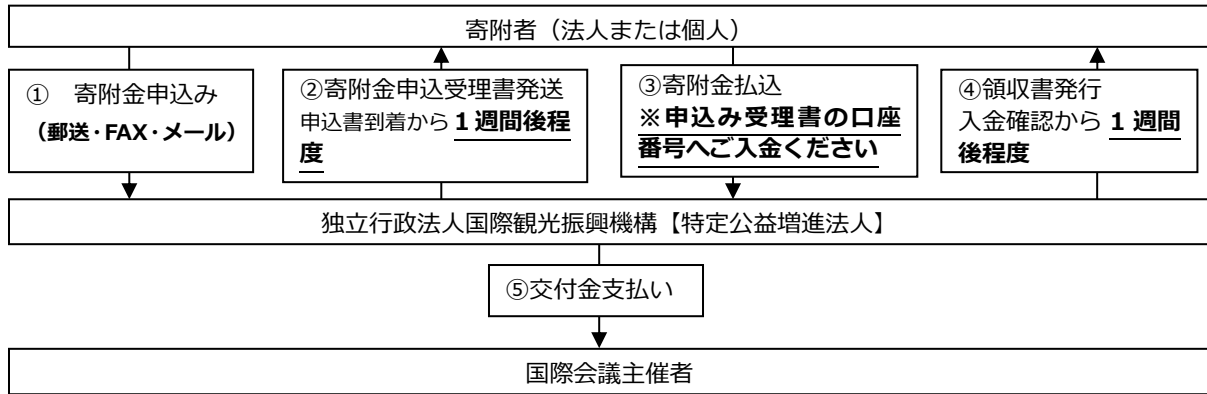 寄附者（法人または個人）
① 寄附金申込み
（郵送・FAX・メール）
②寄附金申込受理書発送
申込書到着から１週間後程
度
③寄附金払込
※申込み受理書の口座
番号へご入金ください
④領収書発行
入金確認から１週間
後程度
独立行政法人国際観光振興機構【特定公益増進法人】
⑤交付金支払い
国際会議主催者